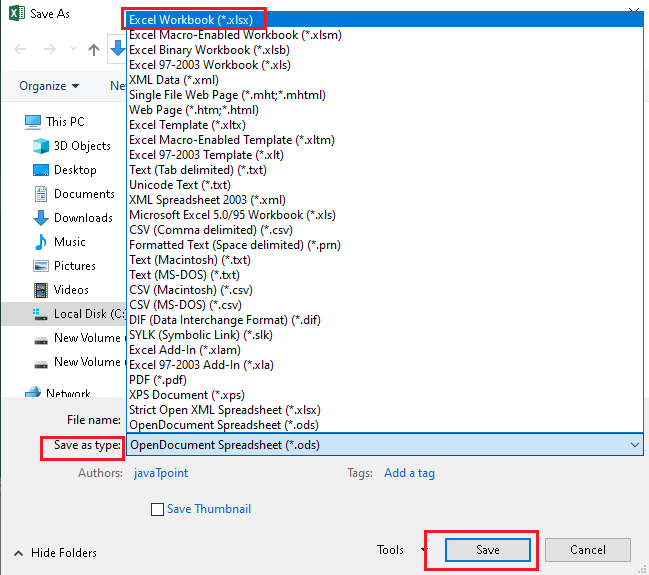 Save As
Excel Workbook (*.xlsx)
Excel Macro-Enabled Workbook (*.xlsm)
Excel Binary Workbook (*.xlsb)
Excel 97-2003 Workbook (*.xls)
XML Data (*.xml)
Single File Web Page (*.mht;*.mhtml)
Web Page (*.htm;*.html)
Excel Template (*.xltx)
Excel Macro-Enabled Template (*.xltm)
Excel 97-2003 Template (*.xlt)
Text (Tab delimited) (*.txt)
Unicode Text (*.txt)
XML Spreadsheet 2003 (*.xml)
Microsoft Excel 5.0/95 Workbook (*.xls)
CSV (Comma delimited) (*.csv)
Formatted Text (Space delimited) (*.prn)
Text (Macintosh) (*.txt)
Text (MS-DOS) (*.txt)
CSV (Macintosh) (*.csv)
CSV (MS-DOS) (*.csv)
DIF (Data Interchange Format) (*.dif)
SYLK (Symbolic Link) (*.slk)
Excel Add-In (*.xlam)
Excel 97-2003 Add-In (*.xla)
PDF (*.pdf)
XPS Document (*.xps)
Strict Open XML Spreadsheet (*.xlsx)
OpenDocument Spreadsheet (*.ods)
Organize
Ne
This PC
3D Objects
Desktop
Documents
Downloads
Music
Pictures
Videos
Local Disk (C:
New Volume (
New Volume (
Network
File name:
Save as type: OpenDocument Spreadsheet (*.ods)
Authors: javaTpoint Tags: Add a tag
Save Thumbnail
Hide Folders Tools Save Cancel